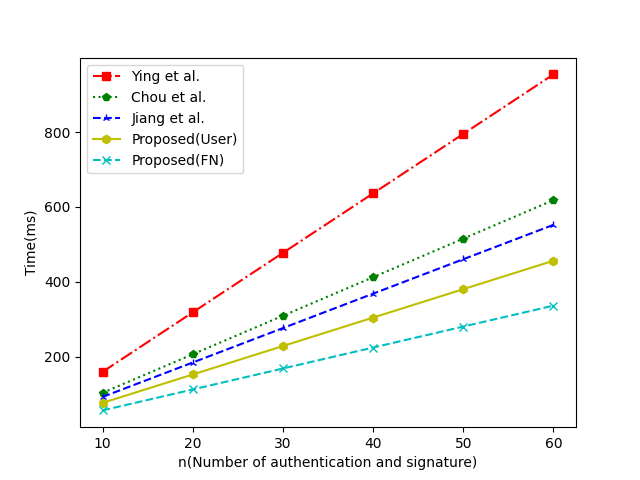 Ying et al.
Chou et al.
Jiang et al.
Proposed(User)
Proposed(FN)
800
600
400
200
Time(ms)
10 20 30 40 50 60
n(Number of authentication and signature)